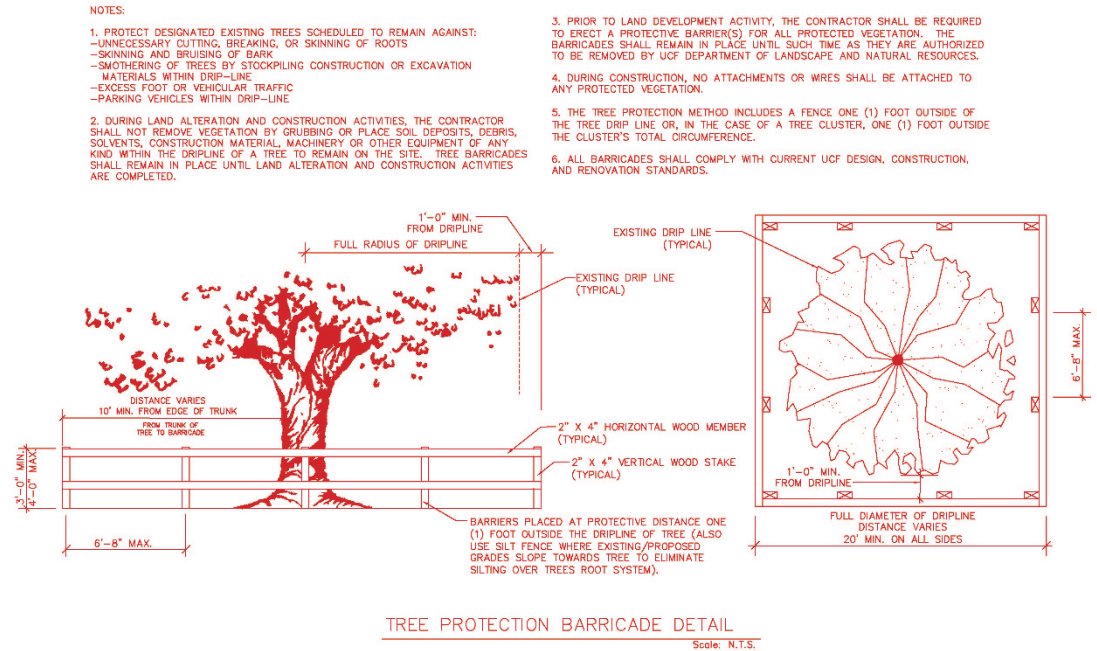 NOTES:
1. PROTECT DESIGNATED EXISTING TREES SCHEDULED TO REMAIN AGAINST:
–UNNECESSARY CUTTING, BREAKING, OR SKINNING OF ROOTS
–SKINNING AND BRUISING OF BARK
–SMOTHERING OF TREES BY STOCKPILING CONSTRUCTION OR EXCAVATION
MATERIALS WITHIN DRIP–LINE
–EXCESS FOOT OR VEHICULAR TRAFFIC
–PARKING VEHICLES WITHIN DRIP–LINE
2. DURING LAND ALTERATION AND CONSTRUCTION ACTIVITIES, THE CONTRACTOR
SHALL NOT REMOVE VEGETATION BY GRUBBING OR PLACE SOIL DEPOSITS, DEBRIS,
SOLVENTS, CONSTRUCTION MATERIAL, MACHINERY OR OTHER EQUIPMENT OF ANY
KIND WITHIN THE DRIPLINE OF A TREE TO REMAIN ON THE SITE. TREE BARRICADES
SHALL REMAIN IN PLACE UNTIL LAND ALTERATION AND CONSTRUCTION ACTIVITIES
ARE COMPLETED.
3. PRIOR TO LAND DEVELOPMENT ACTIVITY, THE CONTRACTOR SHALL BE REQUIRED
TO ERECT A PROTECTIVE BARRIER(S) FOR ALL PROTECTED VEGETATION. THE
BARRICADES SHALL REMAIN IN PLACE UNTIL SUCH TIME AS THEY ARE AUTHORIZED
TO BE REMOVED BY UCF DEPARTMENT OF LANDSCAPE AND NATURAL RESOURCES.
4. DURING CONSTRUCTION, NO ATTACHMENTS OR WIRES SHALL BE ATTACHED TO
ANY PROTECTED VEGETATION.
5. THE TREE PROTECTION METHOD INCLUDES A FENCE ONE (1) FOOT OUTSIDE OF
THE TREE DRIP LINE OR, IN THE CASE OF A TREE CLUSTER, ONE (1) FOOT OUTSIDE
THE CLUSTER'S TOTAL CIRCUMFERENCE.
6. ALL BARRICADES SHALL COMPLY WITH CURRENT UCF DESIGN, CONSTRUCTION,
AND RENOVATION STANDARDS.
1'–0" MIN.
FROM DRIPLINE
FULL RADIUS OF DRIPLINE
EXISTING DRIP LINE
(TYPICAL)
DISTANCE VARIES
10' MIN. FROM EDGE OF TRUNK
FROM TRUNK OF
TREE TO BARRICADE
2" X 4" HORIZONTAL WOOD MEMBER
(TYPICAL)
2" X 4" VERTICAL WOOD STAKE
(TYPICAL)
3'–0" MIN.
4'–0" MAX.
6'–8" MAX.
BARRIERS PLACED AT PROTECTIVE DISTANCE ONE
(1) FOOT OUTSIDE THE DRIPLINE OF TREE (ALSO
USE SILT FENCE WHERE EXISTING/PROPOSED
GRADES SLOPE TOWARDS TREE TO ELIMINATE
SILTING OVER TREES ROOT SYSTEM).
EXISTING DRIP LINE
(TYPICAL)
6'–8" MAX.
1'–0" MIN.
FROM DRIPLINE
FULL DIAMETER OF DRIPLINE
DISTANCE VARIES
20' MIN. ON ALL SIDES
TREE PROTECTION BARRICADE DETAIL
Scale: N.T.S.